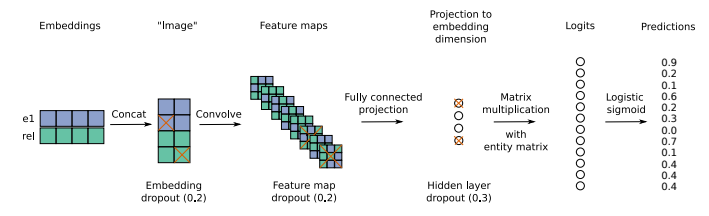 Embeddings
"Image"
Feature maps
Projection to
embedding
dimension
Logits
Predictions
e1
rel
Concat
Convolve
Fully connected
projection
Matrix
multiplication
with
entity matrix
Logistic
sigmoid
0.9
0.2
0.1
0.6
0.2
0.3
0.0
0.7
0.1
0.4
0.4
0.4
Embedding
dropout (0.2)
Feature map
dropout (0.2)
Hidden layer
dropout (0.3)